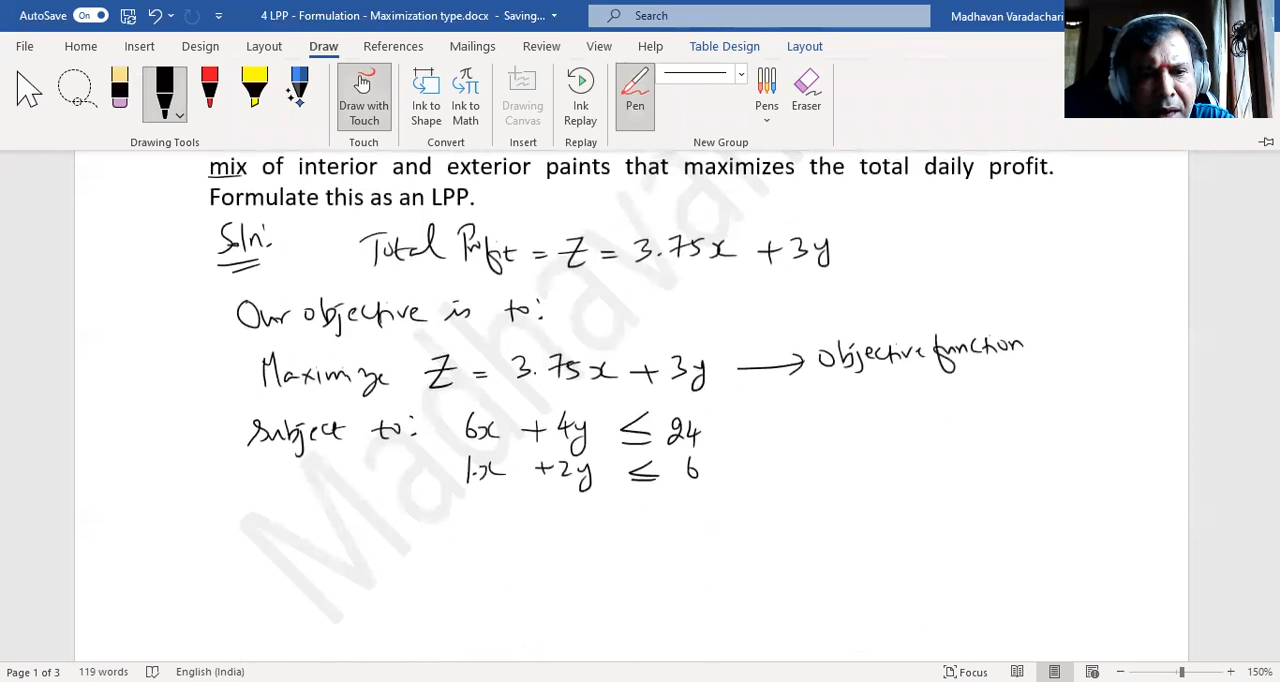 AutoSave On 4 LPP - Formulation - Maximization type.docx - Saving... Search Madhavan Varadachari
File Home Insert Design Layout Draw References Mailings Review View Help Table Design Layout
Draw with Touch Ink to Shape Ink to Math Drawing Canvas Ink Replay Pen Pens Eraser
Drawing Tools Touch Convert Insert Replay New Group
mix of interior and exterior paints that maximizes the total daily profit.
Formulate this as an LPP.
Soln: Total Profit = Z = 3.75x + 3y
Our objective is to:
Maximize Z = 3.75x + 3y → Objective function
Subject to: 6x + 4y ≤ 24
1.x + 2y ≤ 6
Madhavan
Page 1 of 3 119 words English (India) Focus 150%